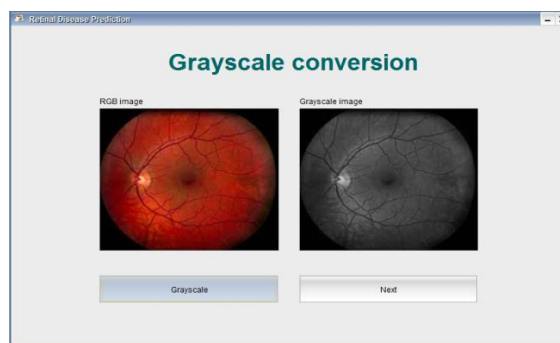 Retinal Disease Prediction
Grayscale conversion
RGB image
Grayscale image
Grayscale
Next